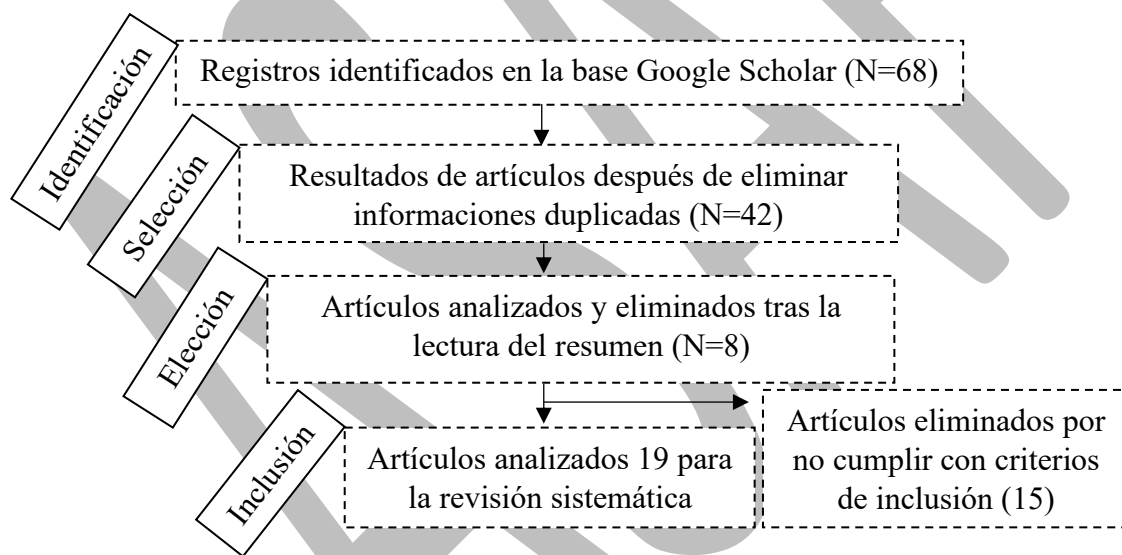 Identificación
Registros identificados en la base Google Scholar (N=68)
Selección
Resultados de artículos después de eliminar
informaciones duplicadas (N=42)
Elección
Artículos analizados y eliminados tras la
lectura del resumen (N=8)
Inclusión
Artículos analizados 19 para
la revisión sistemática
Artículos eliminados por
no cumplir con criterios
de inclusión (15)